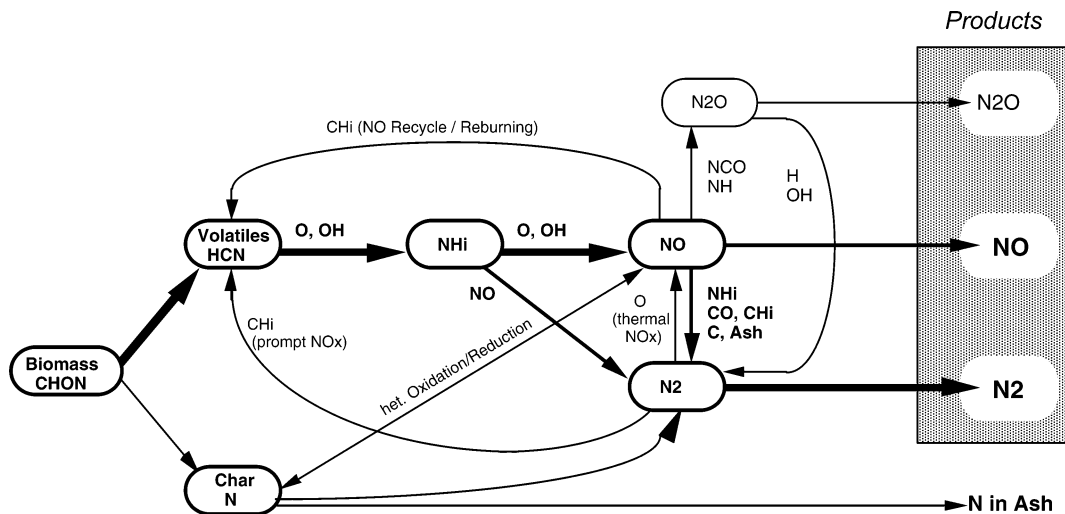 Products
N2O
N2O
CHi (NO Recycle / Reburning)
NCO
NH
H
OH
Volatiles
HCN
O, OH
NHi
O, OH
NO
NO
NO
O
(thermal
NOx)
NHi
CO, CHi
C, Ash
CHi
(prompt NOx)
het. Oxidation/Reduction
Biomass
CHON
N2
N2
Char
N
N in Ash